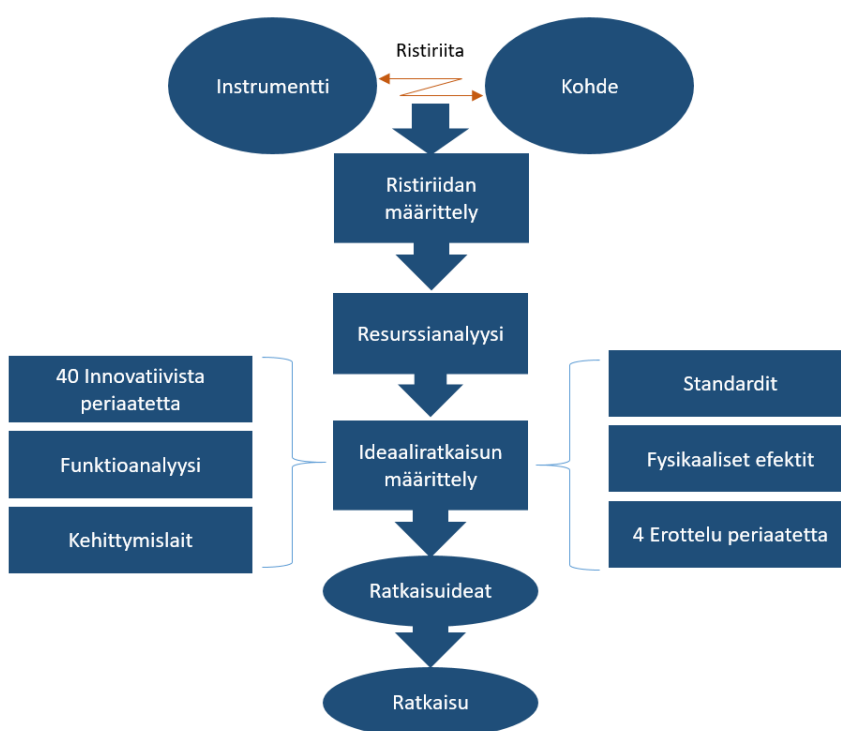 Ristiriita
Instrumentti
Kohde
Ristiriidan
määrittely
Resurssianalyysi
40 Innovatiivista
periaatetta
Funktioanalyysi
Kehittymislait
Ideaaliratkaisun
määrittely
Standardit
Fysikaaliset efektit
4 Erottelu periaatetta
Ratkaisuideat
Ratkaisu